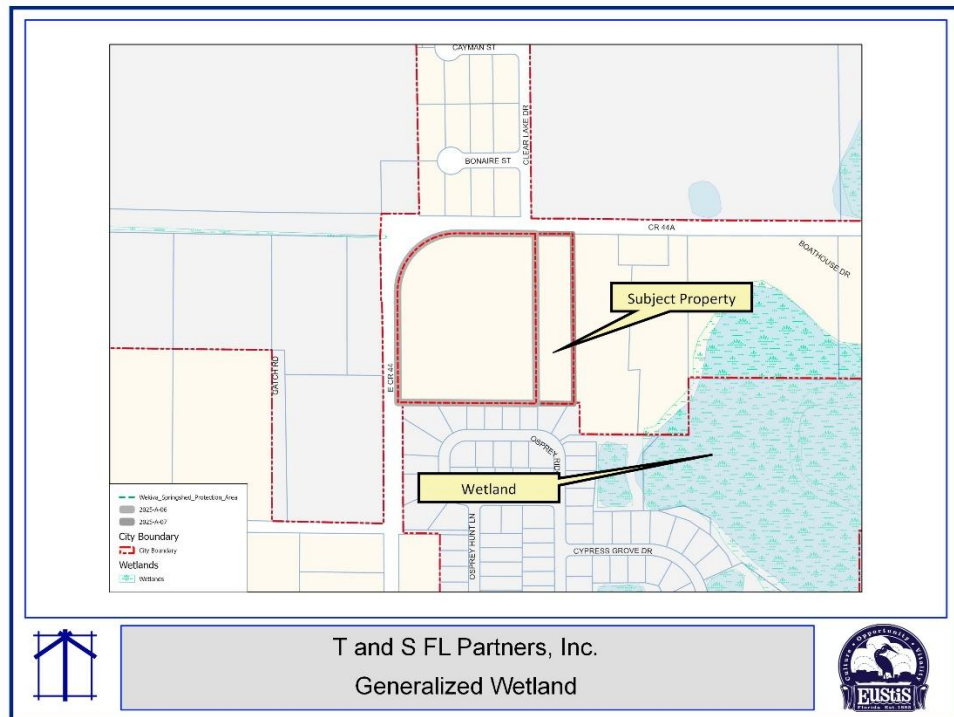 CAYMAN ST
CLEAR LAKE DR
BONAIRE ST
CR 44A
BOATHOUSE DR
Subject Property
E CR 44
GATCH RD
OSPREY
Wetland
OSPREY HUNT LN
CYPRESS GROVE DR
Wekiva_Springshed_Protection_Area
2025-A-06
2025-A-07
City Boundary
City Boundary
Wetlands
Wetlands
T and S FL Partners, Inc.
Generalized Wetland
Culture • Opportunity • Vitality
EUSTIS
Florida Est. 1883